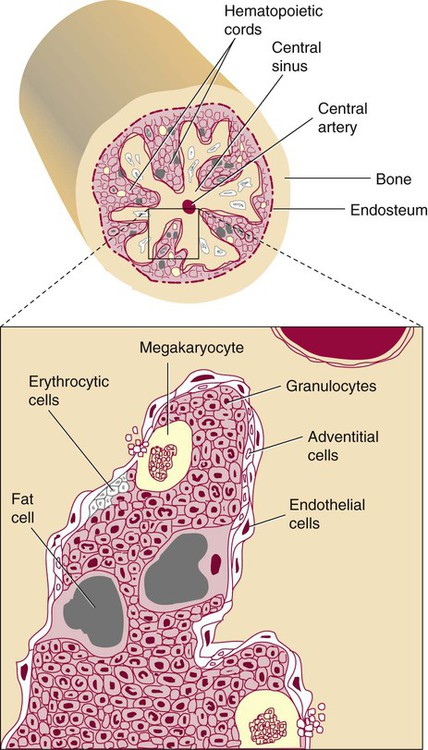 Hematopoietic
cords
Central
sinus
Central
artery
Bone
Endosteum
Megakaryocyte
Erythrocytic
cells
Granulocytes
Adventitial
cells
Fat
cell
Endothelial
cells